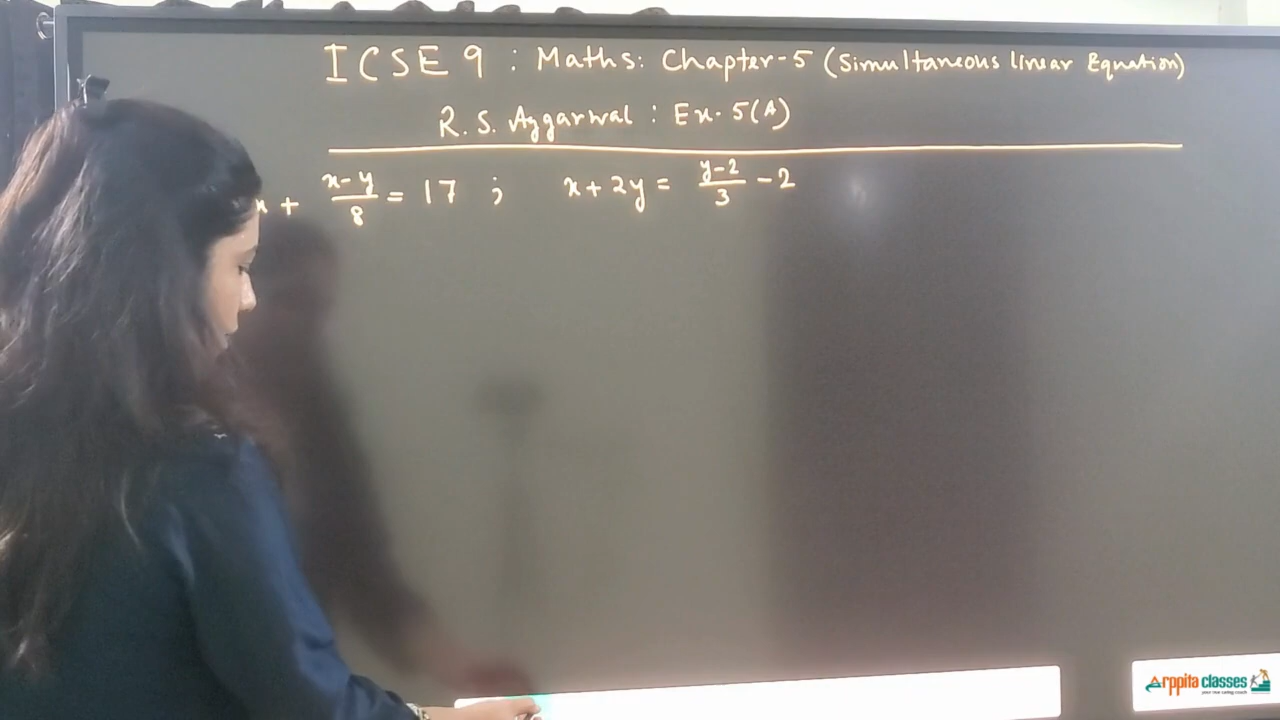 ICSE 9 : Maths: Chapter-5 (Simultaneous linear Equation)
R. S. Aggarwal : Ex. 5(A)
x + (x-y)/8 = 17 ; x + 2y = (y-2)/3 - 2
Arppita classes